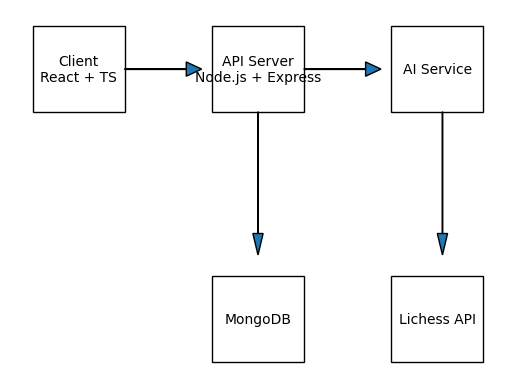 Client
React + TS
API Server
Node.js + Express
AI Service
MongoDB
Lichess API